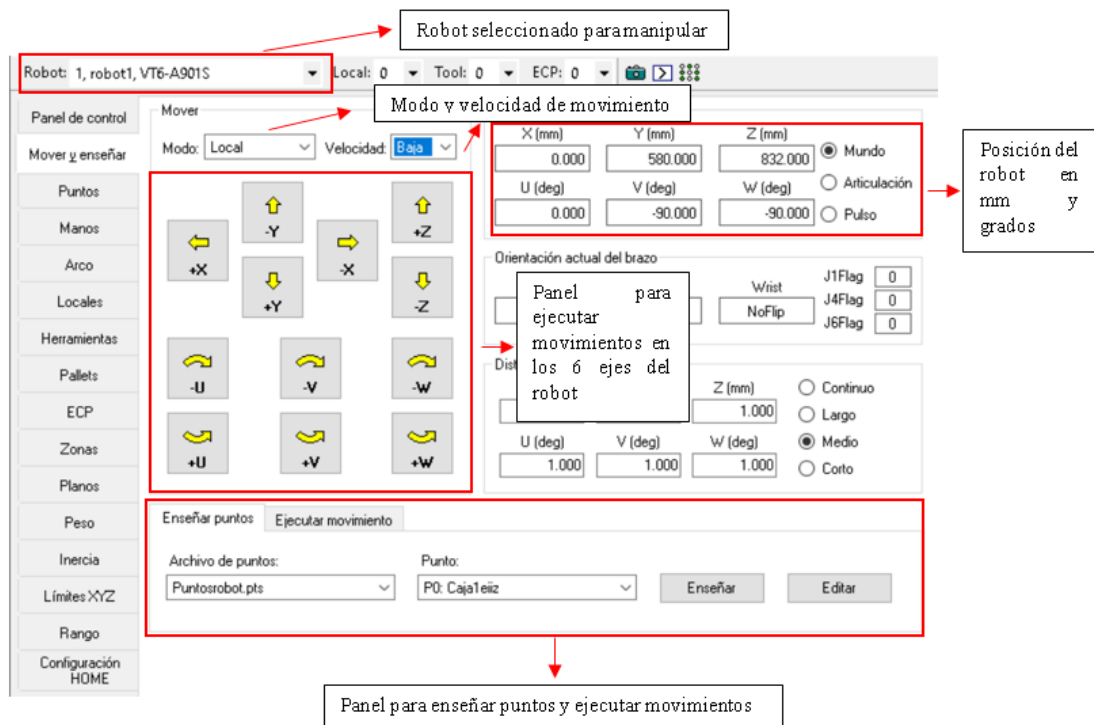 Robot seleccionado para manipular
Robot: 1, robot1, VT6-A901S Local: 0 Tool: 0 ECP: 0
Modo y velocidad de movimiento
Panel de control
Mover y enseñar
Puntos
Manos
Arco
Locales
Herramientas
Pallets
ECP
Zonas
Planos
Peso
Inercia
Límites XYZ
Rango
Configuración
HOME
Mover
Modo: Local Velocidad: Baja
-Y
+Z
+X
-X
+Y
-Z
-U
-V
-W
+U
+V
+W
X (mm) Y (mm) Z (mm)
0.000 580.000 832.000
U (deg) V (deg) W (deg)
0.000 -90.000 -90.000
Mundo
Articulación
Pulso
Posición del
robot en
mm y
grados
Orientación actual del brazo
Wrist
NoFlip
J1Flag 0
J4Flag 0
J6Flag 0
Panel para
ejecutar
movimientos en
los 6 ejes del
robot
Dist
Z (mm)
1.000
U (deg) V (deg) W (deg)
1.000 1.000 1.000
Continuo
Largo
Medio
Corto
Enseñar puntos Ejecutar movimiento
Archivo de puntos: Punto:
Puntosrobot.pts P0: Caja1eiiz Enseñar Editar
Panel para enseñar puntos y ejecutar movimientos